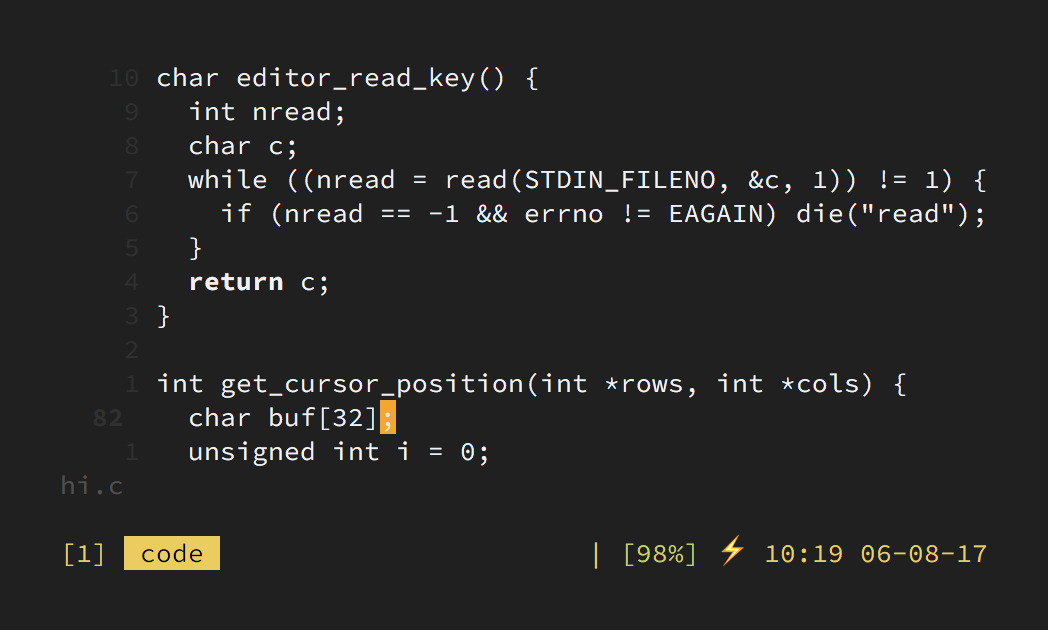 10 char editor_read_key() {
9   int nread;
8   char c;
7   while ((nread = read(STDIN_FILENO, &c, 1)) != 1) {
6     if (nread == -1 && errno != EAGAIN) die("read");
5   }
4   return c;
3 }
2
1 int get_cursor_position(int *rows, int *cols) {
82   char buf[32];
1   unsigned int i = 0;
hi.c
[1] code | [98%] ⚡ 10:19 06-08-17